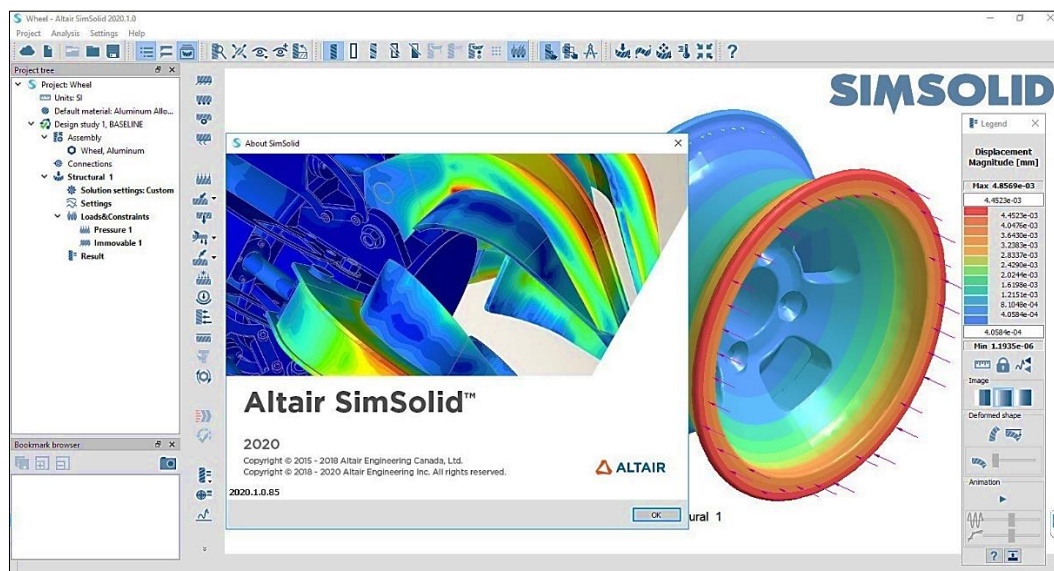 Wheel - Altair SimSolid 2020.1.0
Project Analysis Settings Help
Project tree
Project: Wheel
Units: SI
Default material: Aluminum Allo...
Design study 1, BASELINE
Assembly
Wheel, Aluminum
Connections
Structural 1
Solution settings: Custom
Settings
Loads&Constraints
Pressure 1
Immovable 1
Result
Bookmark browser
About SimSolid
Altair SimSolid™
2020
Copyright © 2015 - 2018 Altair Engineering Canada, Ltd.
Copyright © 2018 - 2020 Altair Engineering Inc. All rights reserved.
ALTAIR
2020.1.0.85
OK
ural 1
SIMSOLID
Legend
Displacement
Magnitude [mm]
Max 4.8569e-03
4.4523e-03
4.4523e-03
4.0476e-03
3.6430e-03
3.2383e-03
2.8337e-03
2.4290e-03
2.0244e-03
1.6198e-03
1.2151e-03
8.1048e-04
4.0584e-04
4.0584e-04
Min 1.1935e-06
Image
Deformed shape
Animation